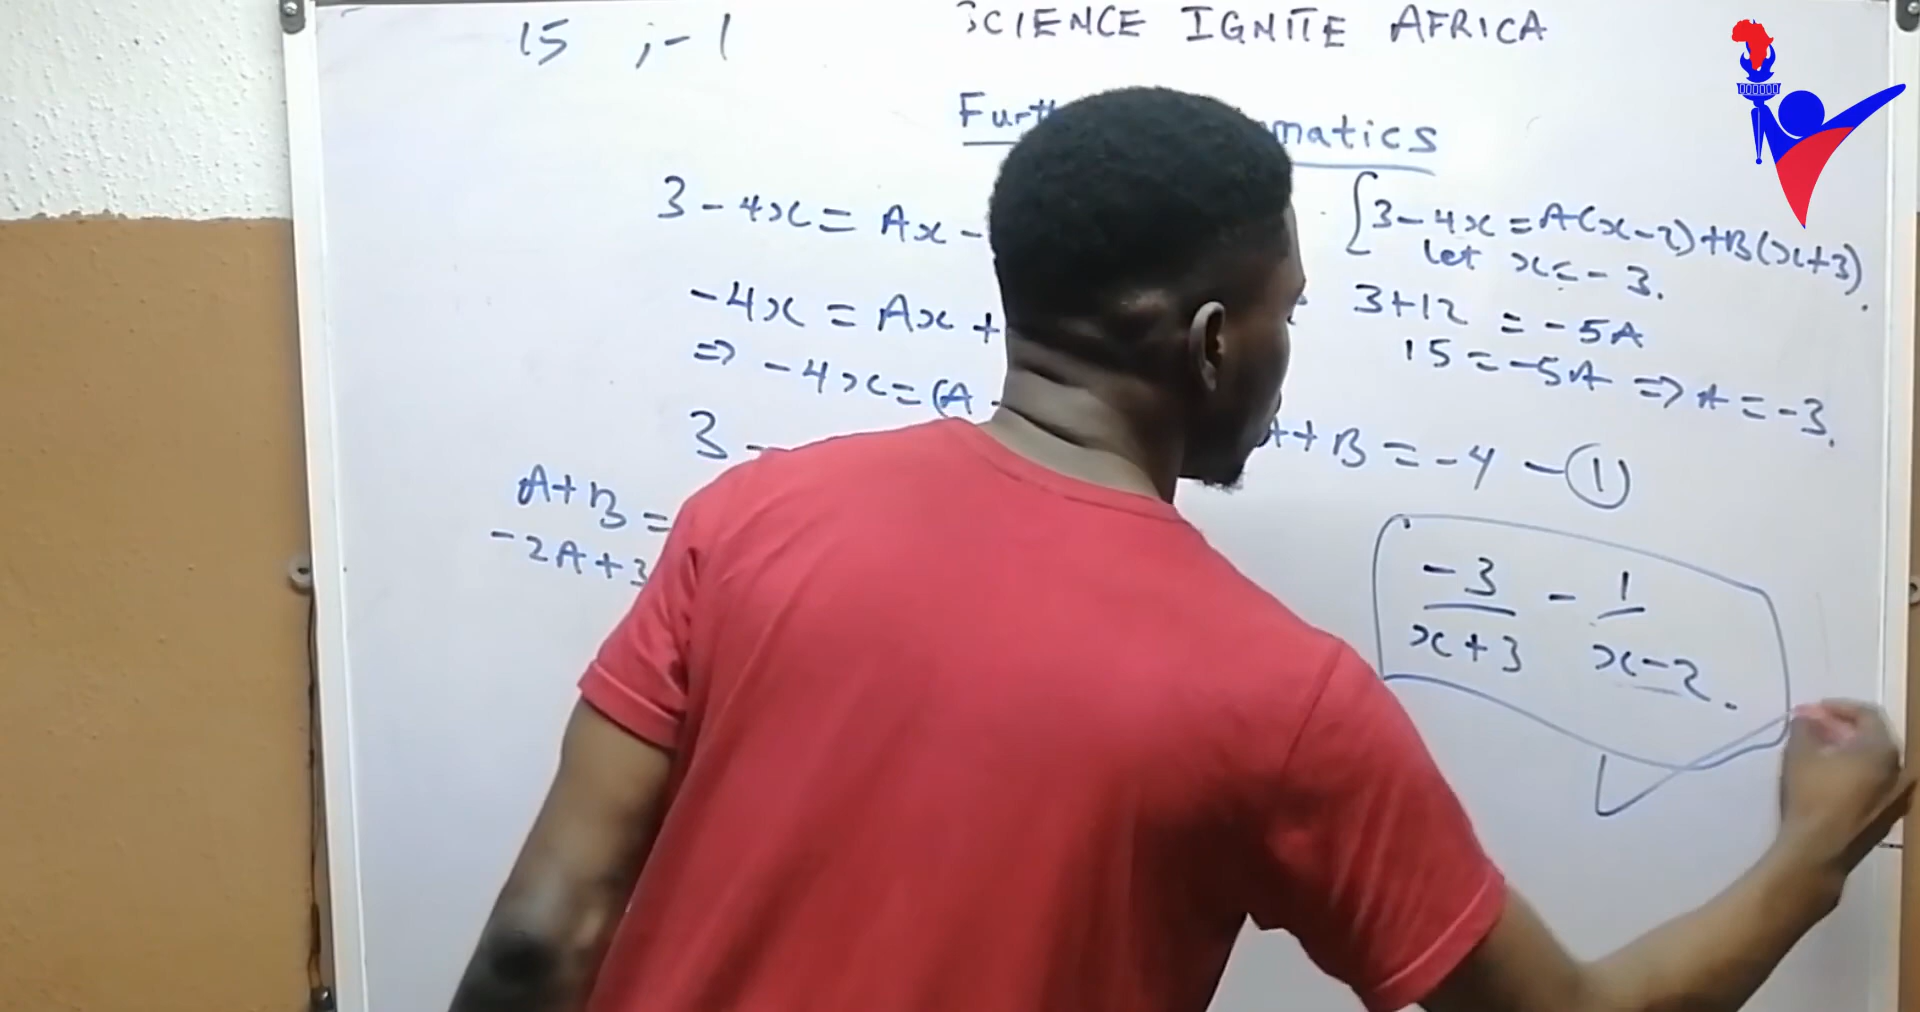 15 ; -1
SCIENCE IGNITE AFRICA
Furt matics
3 - 4x = Ax -
-4x = Ax +
⇒ -4x = (A
3 -
A+B =
-2A+3
3-4x = A(x-2)+B(x+3).
let x = -3.
3+12 = -5A
15 = -5A ⇒ A = -3.
A+B = -4 - ①
-3/x+3 - 1/x-2.